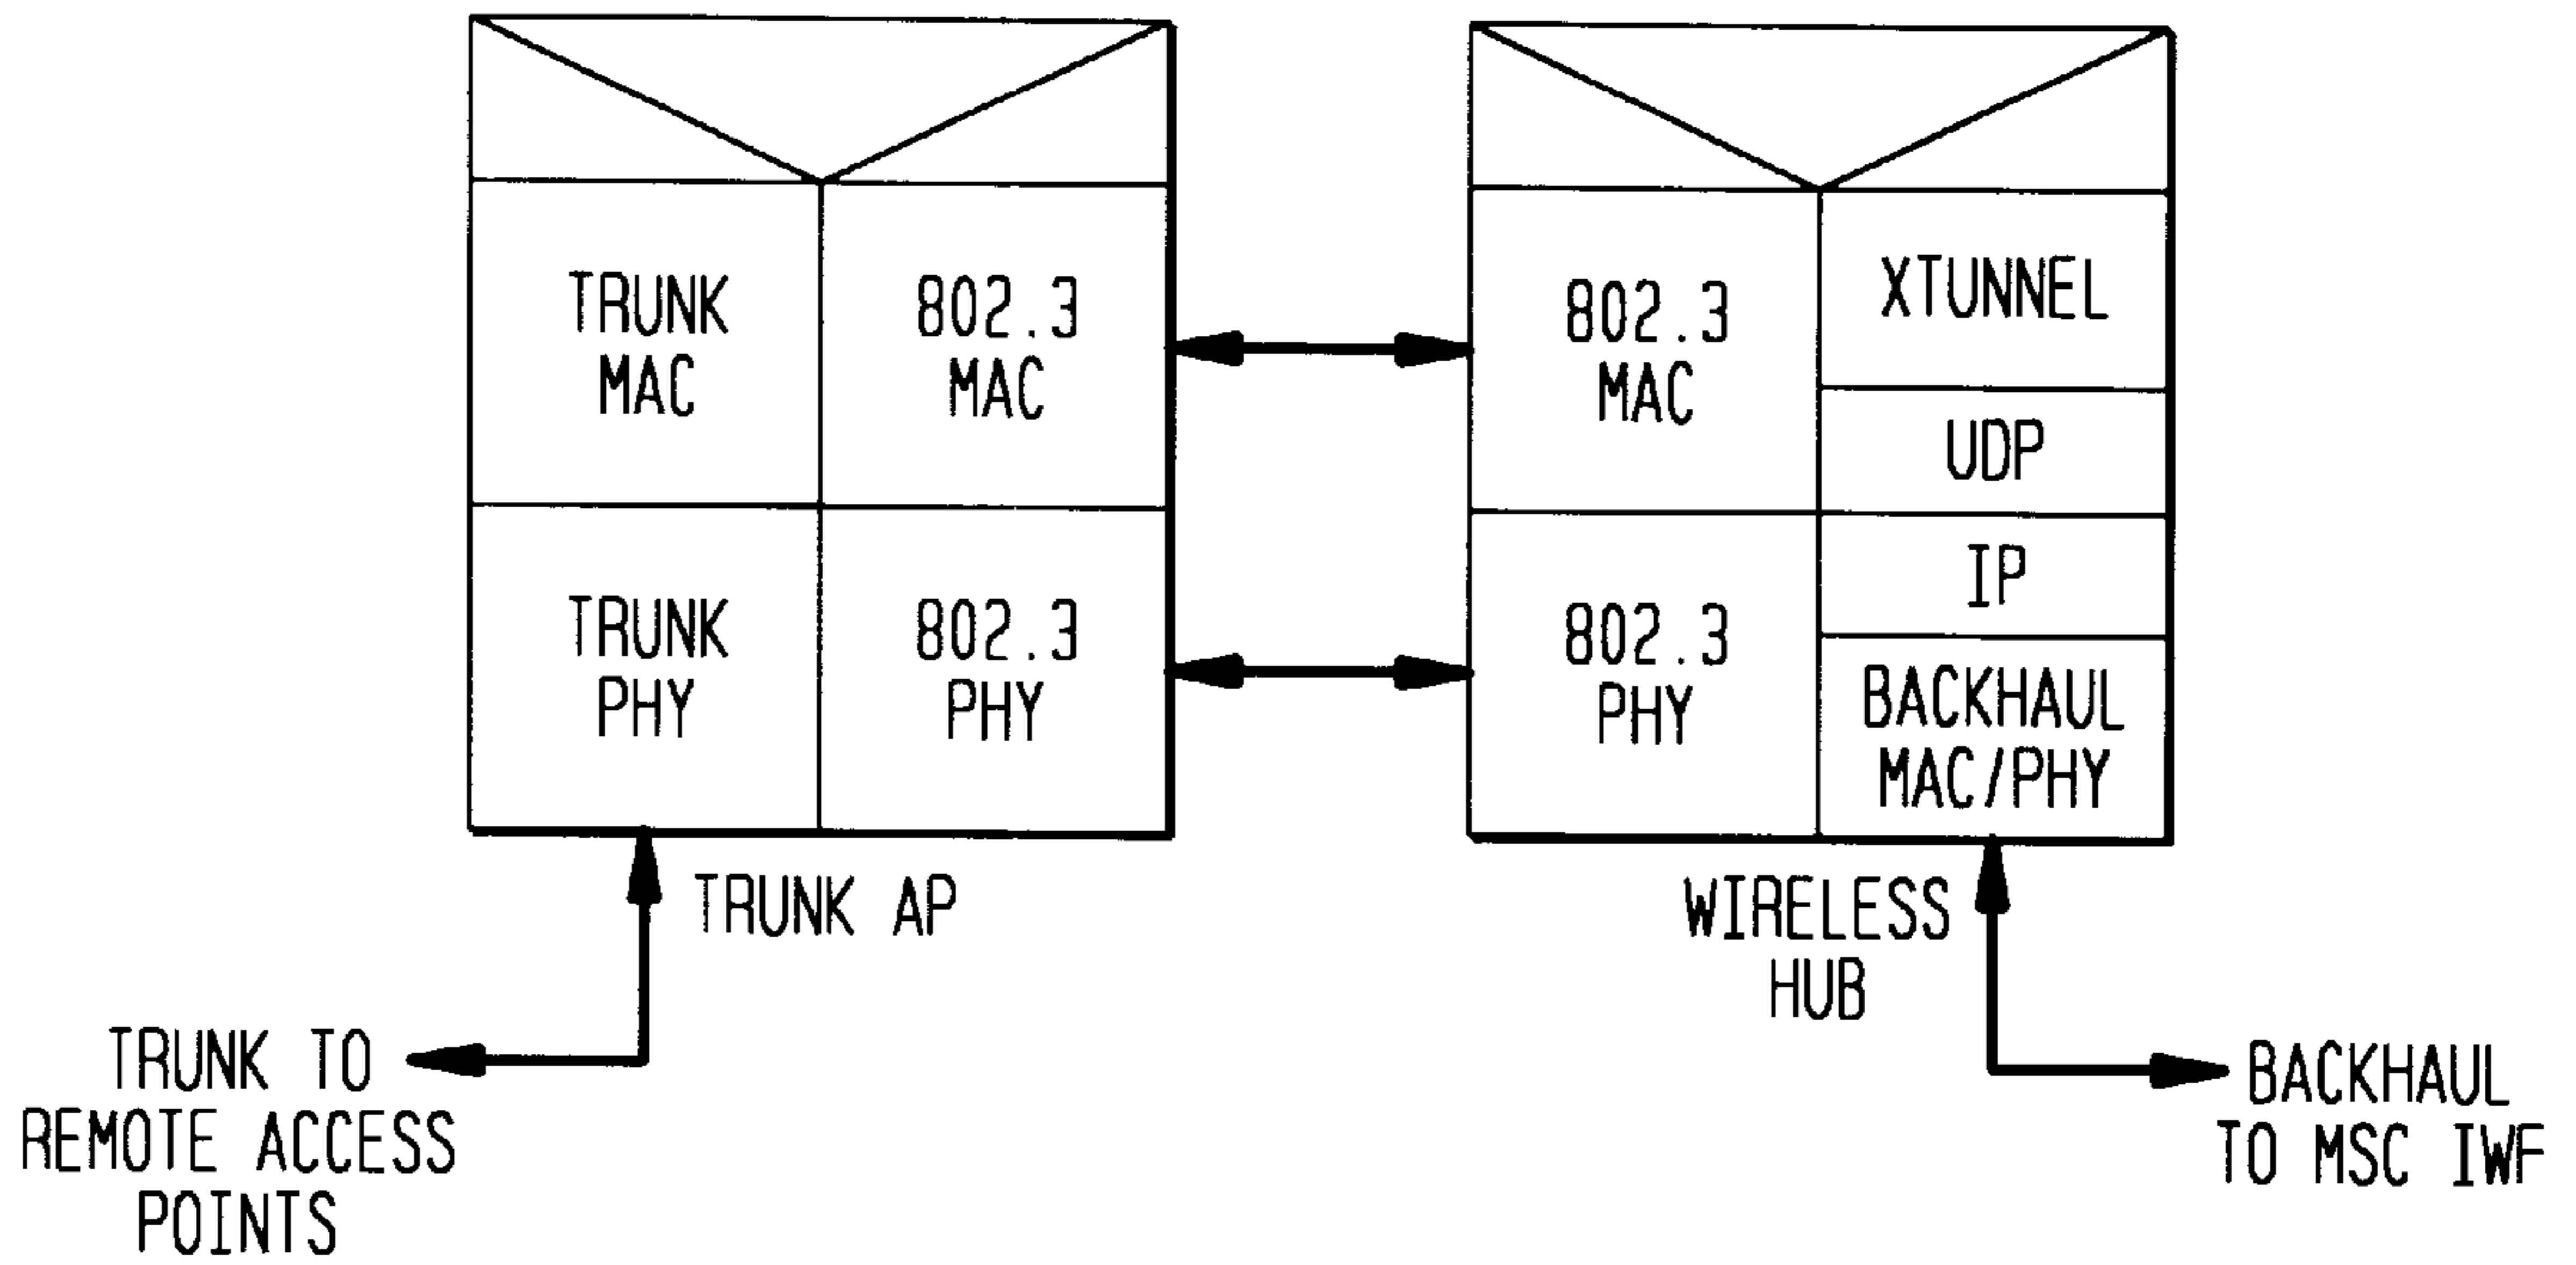 TRUNK
MAC
802.3
MAC
TRUNK
PHY
802.3
PHY
TRUNK AP
TRUNK TO
REMOTE ACCESS
POINTS
802.3
MAC
XTUNNEL
UDP
802.3
PHY
IP
BACKHAUL
MAC/PHY
WIRELESS
HUB
BACKHAUL
TO MSC IWF